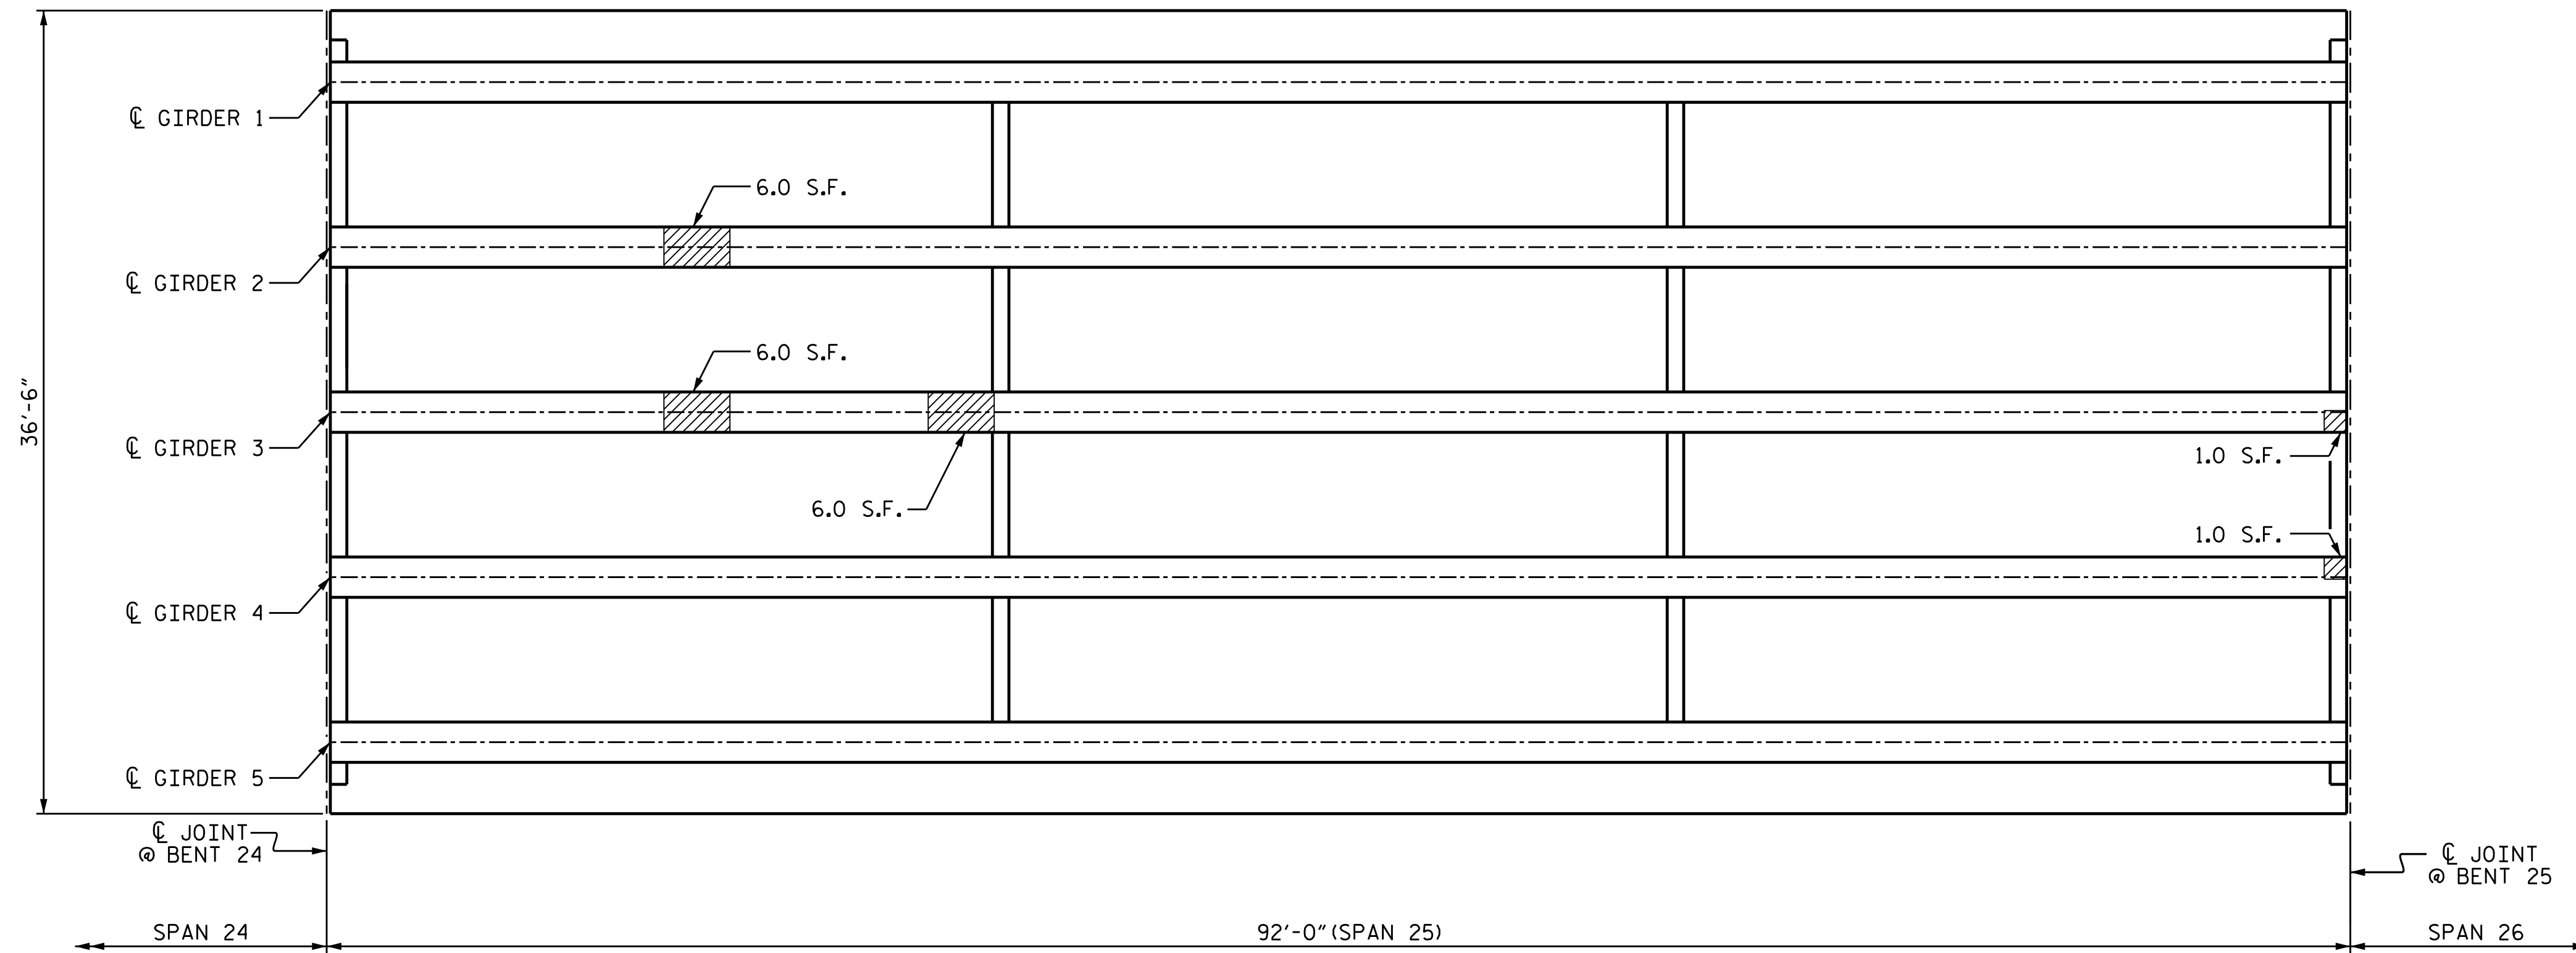 ℄ GIRDER 1
6.0 S.F.
℄ GIRDER 2
6.0 S.F.
36'-6"
℄ GIRDER 3
1.0 S.F.
6.0 S.F.
1.0 S.F.
℄ GIRDER 4
℄ GIRDER 5
℄ JOINT
@ BENT 24
℄ JOINT
@ BENT 25
SPAN 24
92'-0"(SPAN 25)
SPAN 26